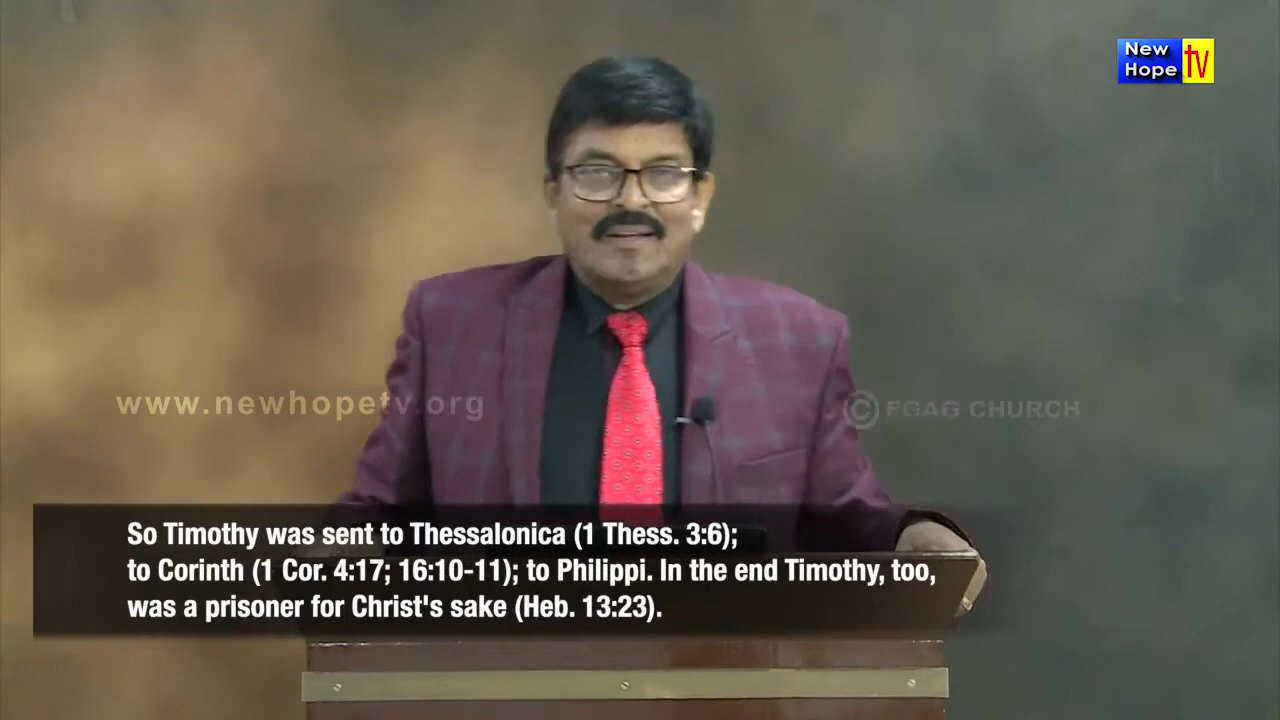 New
Hope
tv
www.newhopetv.org
© FGAG CHURCH
So Timothy was sent to Thessalonica (1 Thess. 3:6);
to Corinth (1 Cor. 4:17; 16:10-11); to Philippi. In the end Timothy, too,
was a prisoner for Christ's sake (Heb. 13:23).